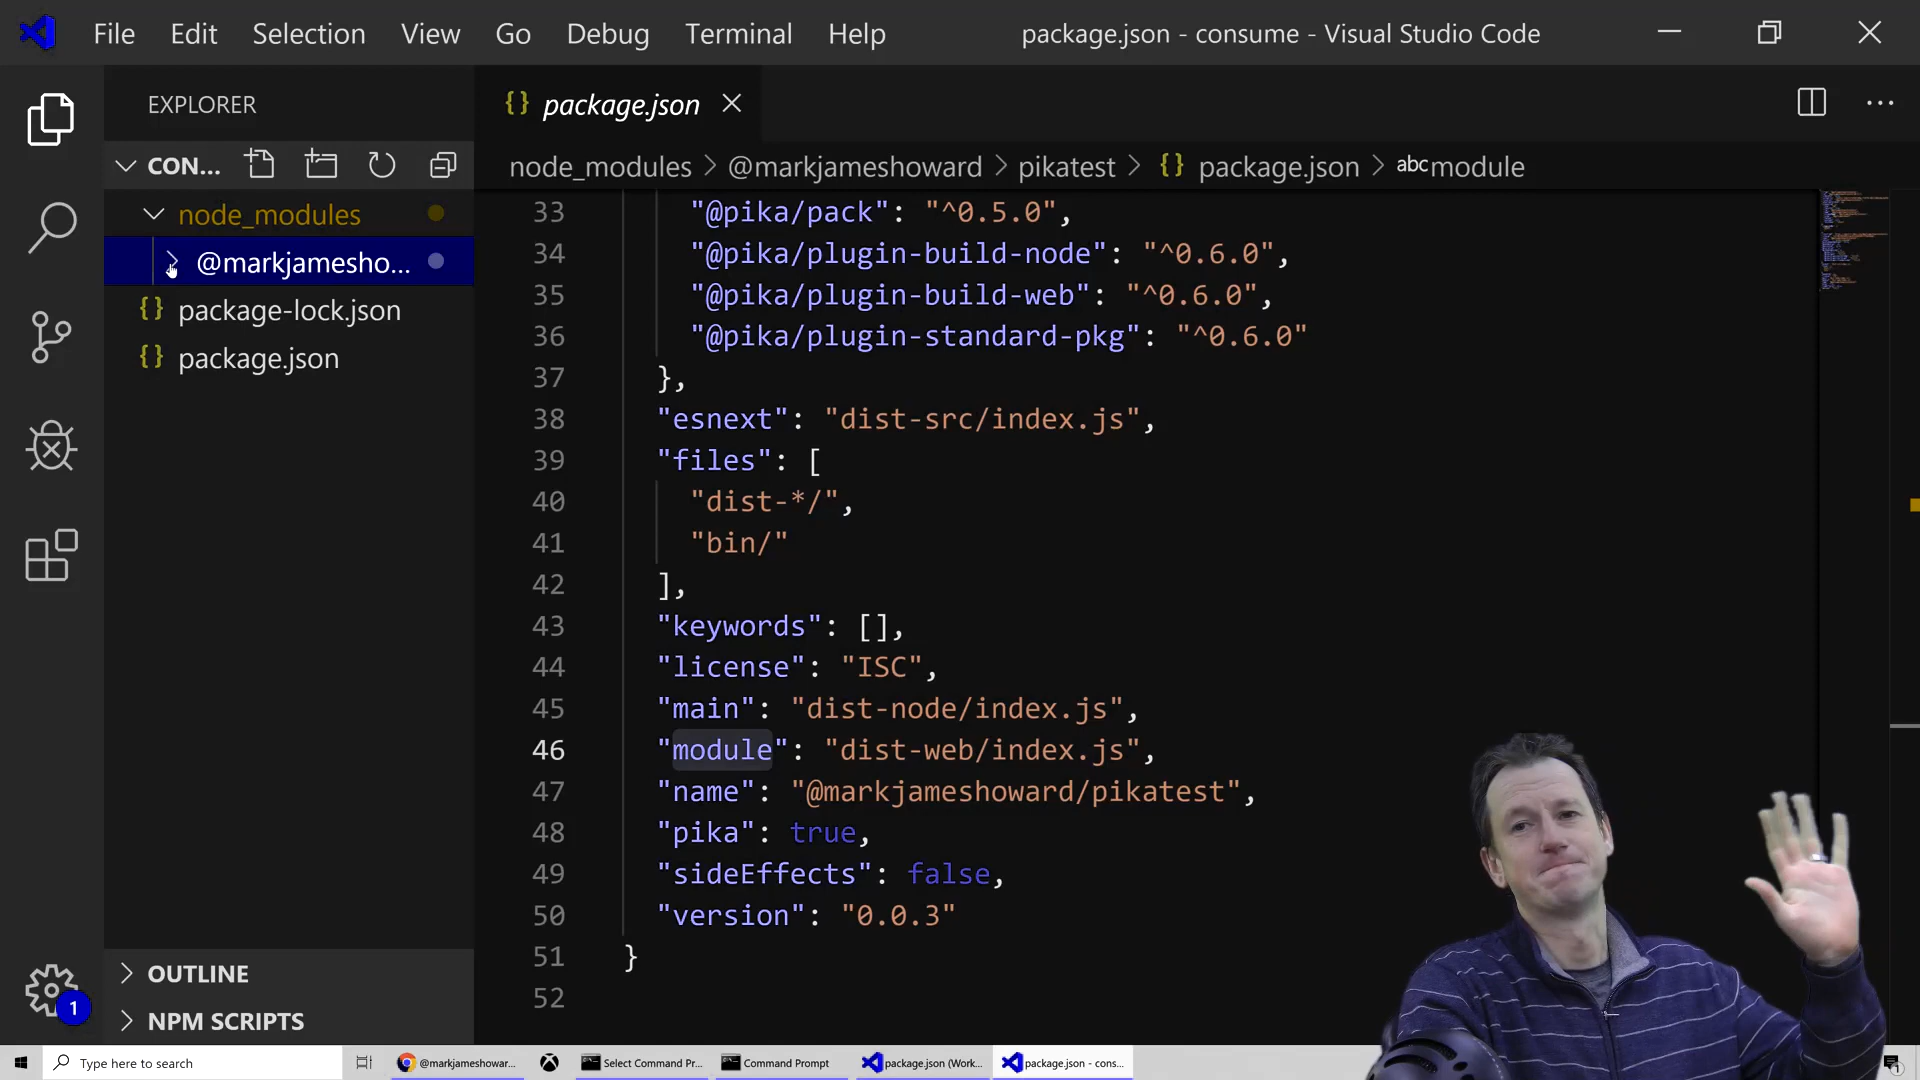 File Edit Selection View Go Debug Terminal Help package.json - consume - Visual Studio Code
EXPLORER
{} package.json
CON...
node_modules > @markjameshoward > pikatest > {} package.json > abc module
node_modules
@markjamesho...
{} package-lock.json
{} package.json
33 "@pika/pack": "^0.5.0",
34 "@pika/plugin-build-node": "^0.6.0",
35 "@pika/plugin-build-web": "^0.6.0",
36 "@pika/plugin-standard-pkg": "^0.6.0"
37 },
38 "esnext": "dist-src/index.js",
39 "files": [
40 "dist-*/",
41 "bin/"
42 ],
43 "keywords": [],
44 "license": "ISC",
45 "main": "dist-node/index.js",
46 "module": "dist-web/index.js",
47 "name": "@markjameshoward/pikatest",
48 "pika": true,
49 "sideEffects": false,
50 "version": "0.0.3"
51 }
52
OUTLINE
NPM SCRIPTS
1
Type here to search
@markjameshowar...
Select Command Pr...
Command Prompt
package.json (Work...
package.json - cons...
1